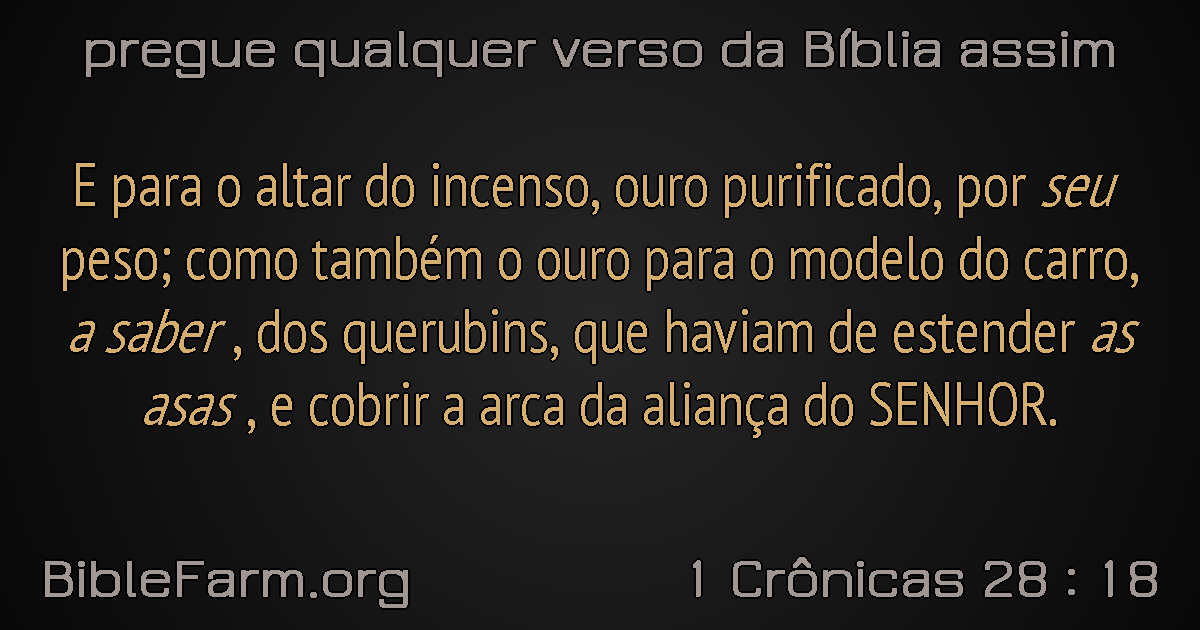 pregue qualquer verso da Bíblia assim
E para o altar do incenso, ouro purificado, por seu
peso; como também o ouro para o modelo do carro,
a saber , dos querubins, que haviam de estender as
asas , e cobrir a arca da aliança do SENHOR.
BibleFarm.org
1 Crônicas 28 : 18